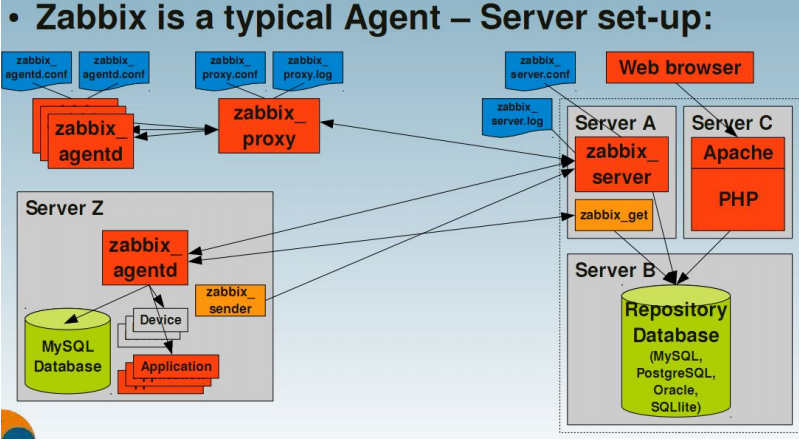 • Zabbix is a typical Agent – Server set-up:
zabbix_
agentd.conf
zabbix_
agentd.conf
zabbix_
proxy.conf
zabbix_
proxy.log
zabbix_
server.conf
Web browser
zabbix_
agentd
zabbix_
proxy
zabbix_
server.log
Server A
zabbix_
server
zabbix_get
Server C
Apache
PHP
Server Z
zabbix_
agentd
zabbix_
sender
Device
MySQL
Database
Application
Server B
Repository
Database
(MySQL,
PostgreSQL,
Oracle,
SQLlite)